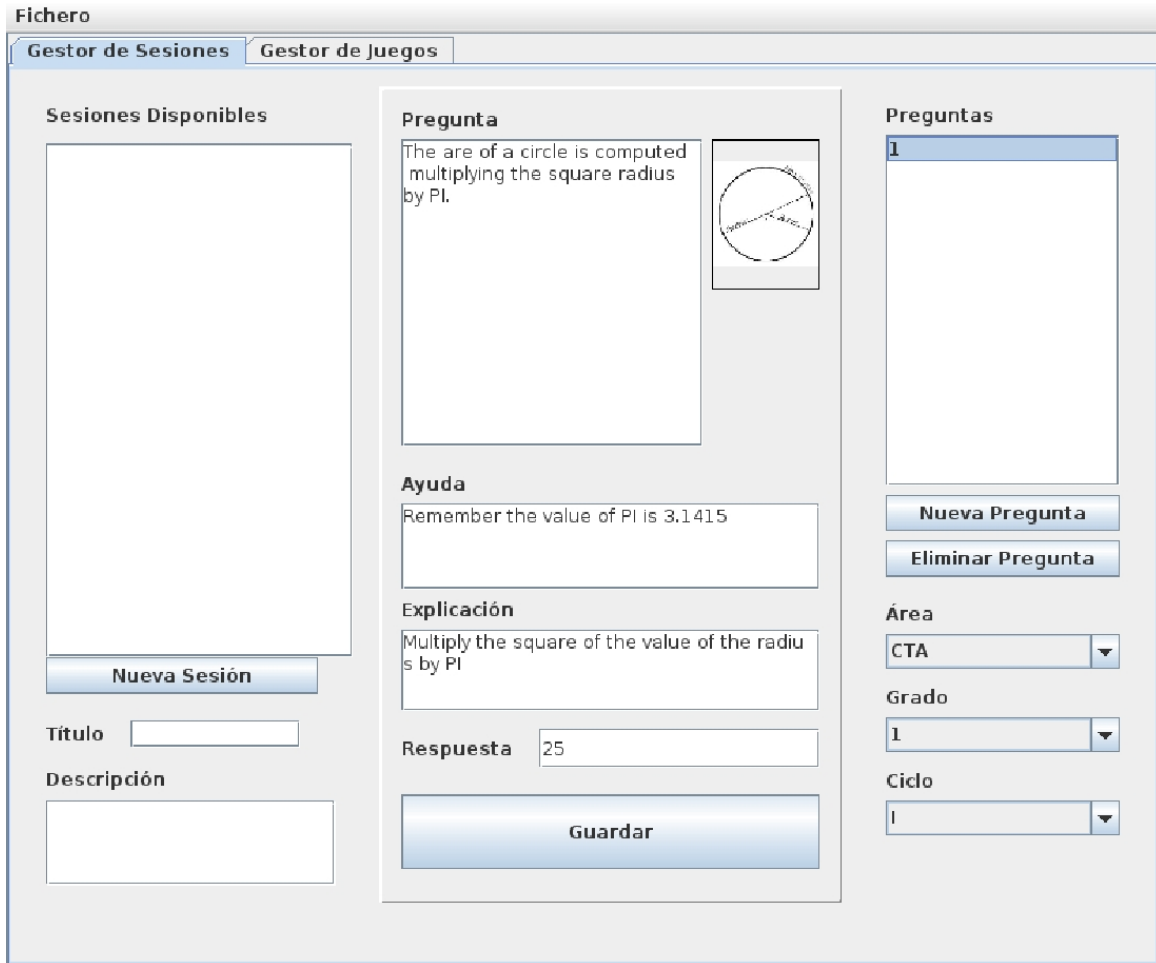 Fichero
Gestor de Sesiones
Gestor de Juegos
Sesiones Disponibles
Nueva Sesión
Título
Descripción
Pregunta
The are of a circle is computed
multiplying the square radius
by PI.
Ayuda
Remember the value of PI is 3.1415
Explicación
Multiply the square of the value of the radiu
s by PI
Respuesta
25
Guardar
Preguntas
1
Nueva Pregunta
Eliminar Pregunta
Área
CTA
Grado
1
Ciclo
I